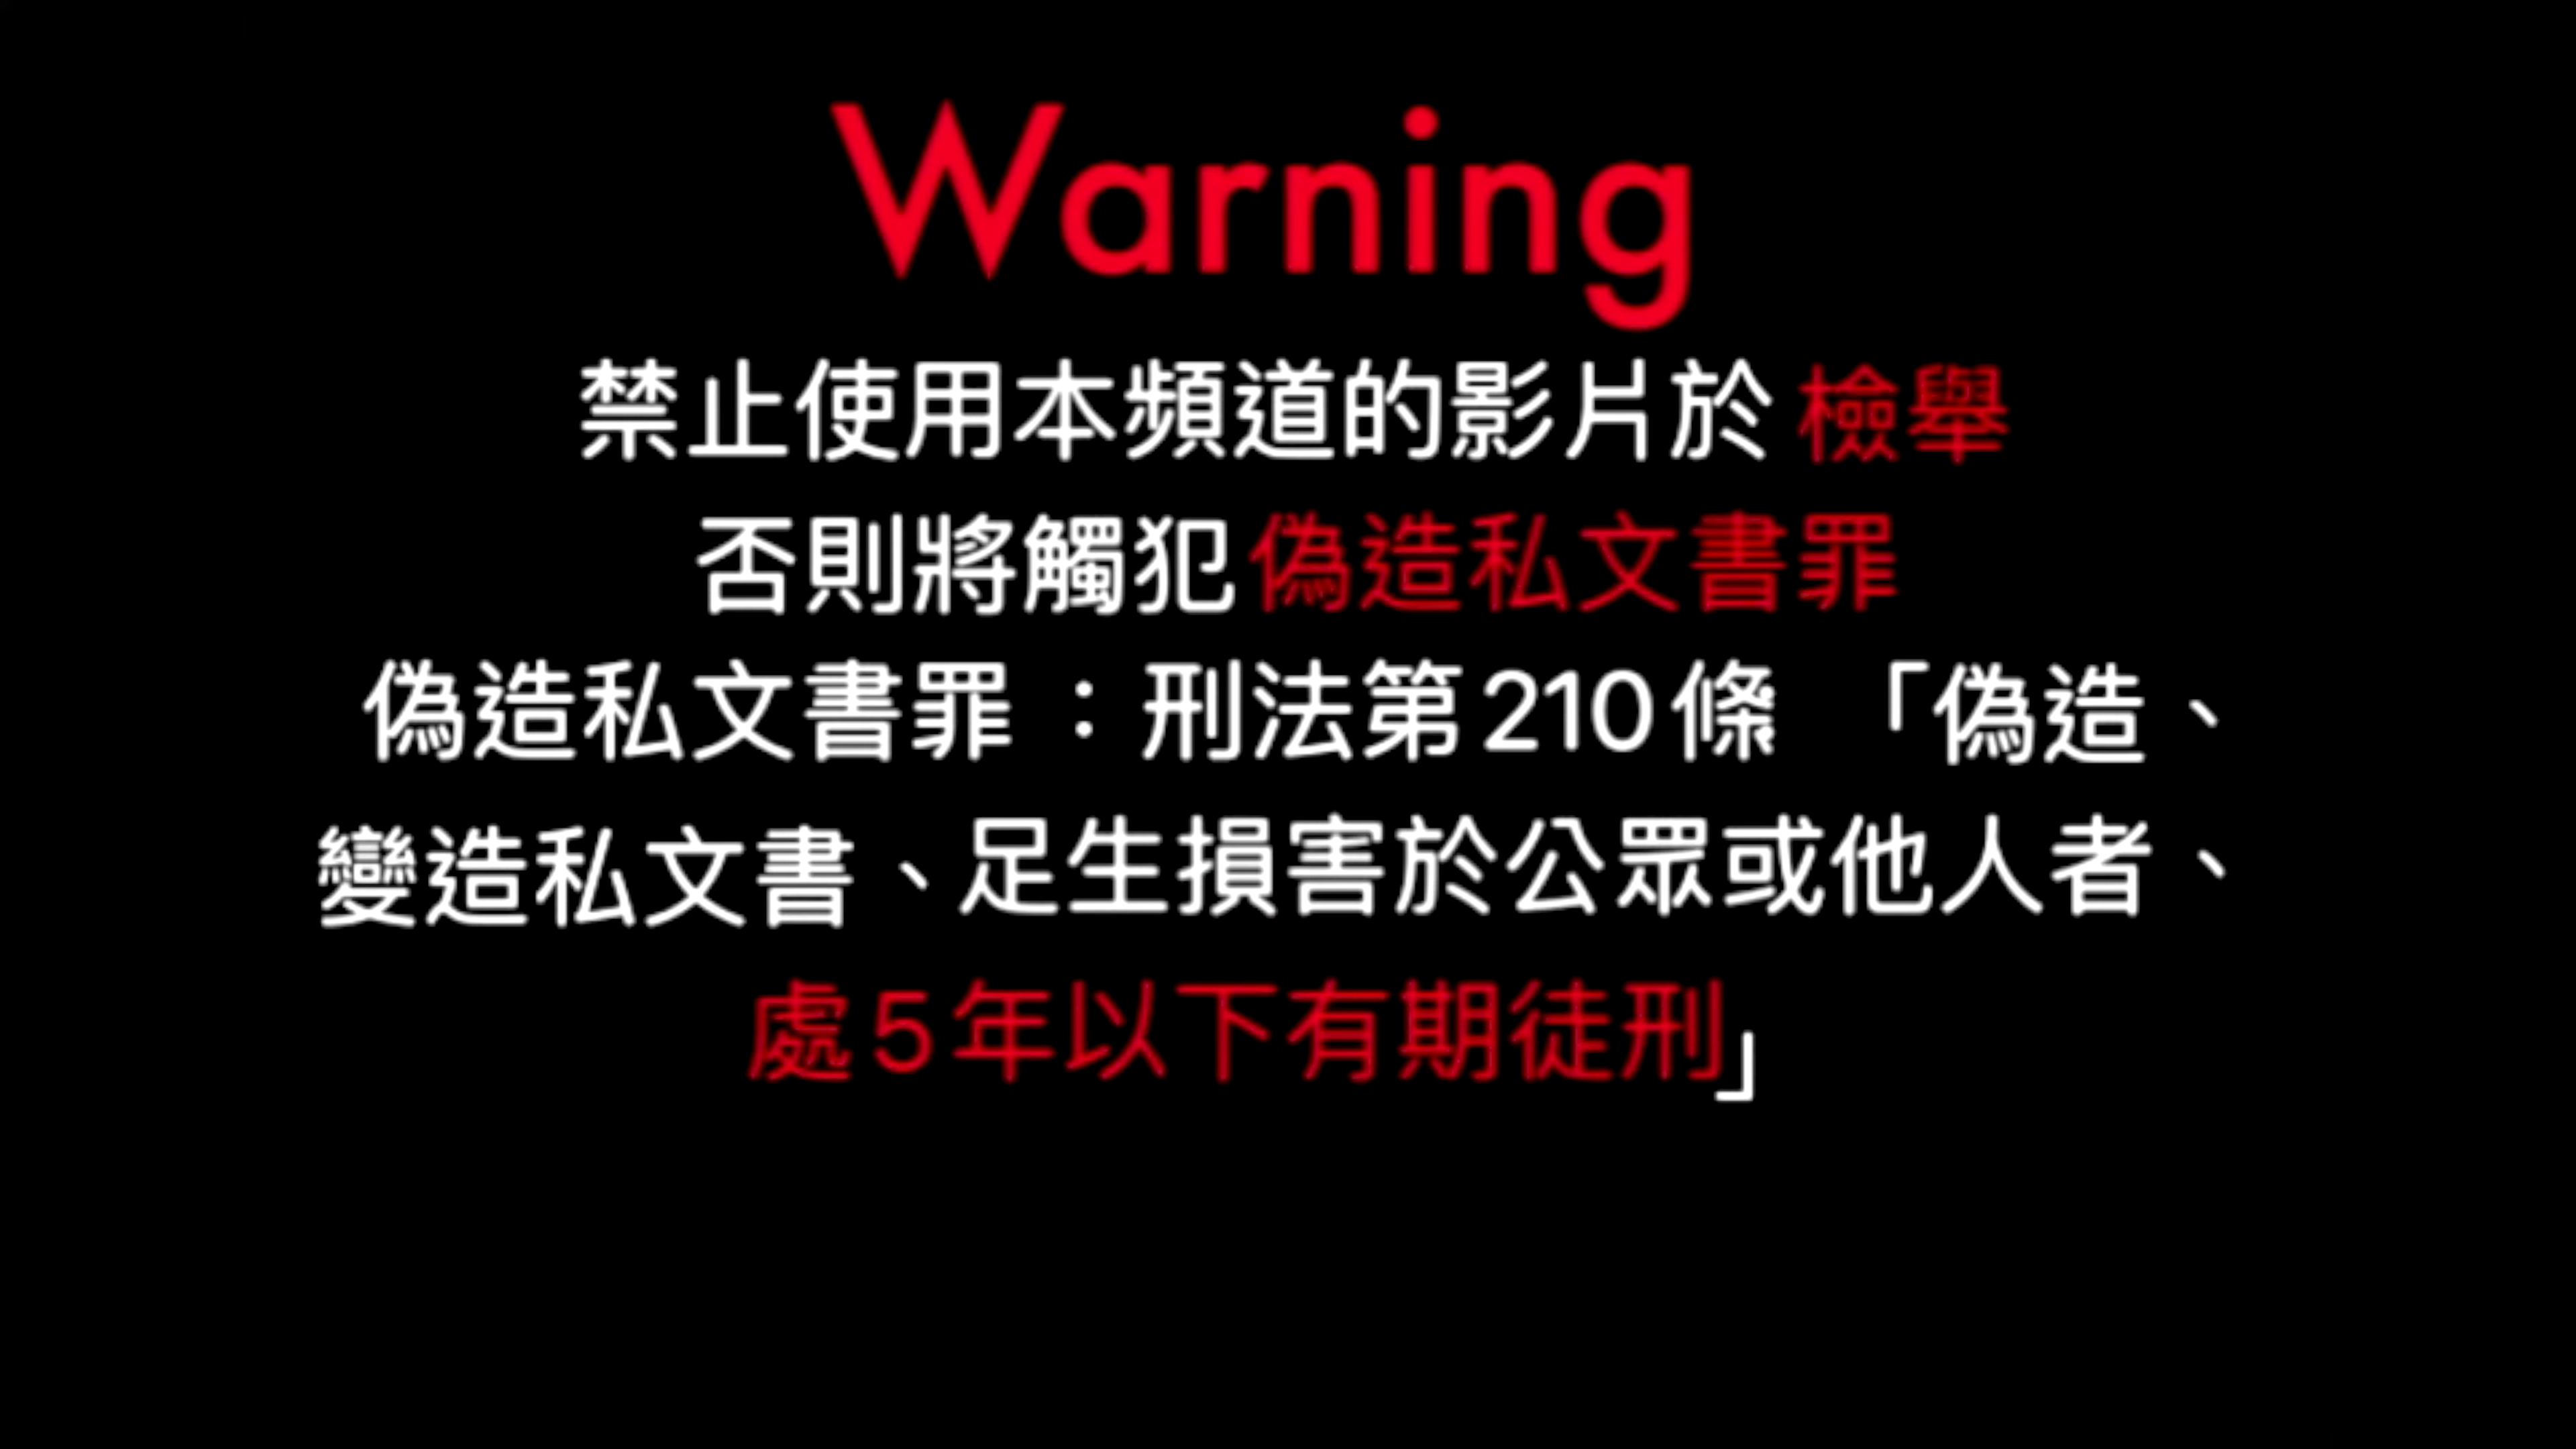 Warning
禁止使用本頻道的影片於 檢舉
否則將觸犯偽造私文書罪
偽造私文書罪：刑法第210條 「偽造、
變造私文書、足生損害於公眾或他人者、
處5年以下有期徒刑」